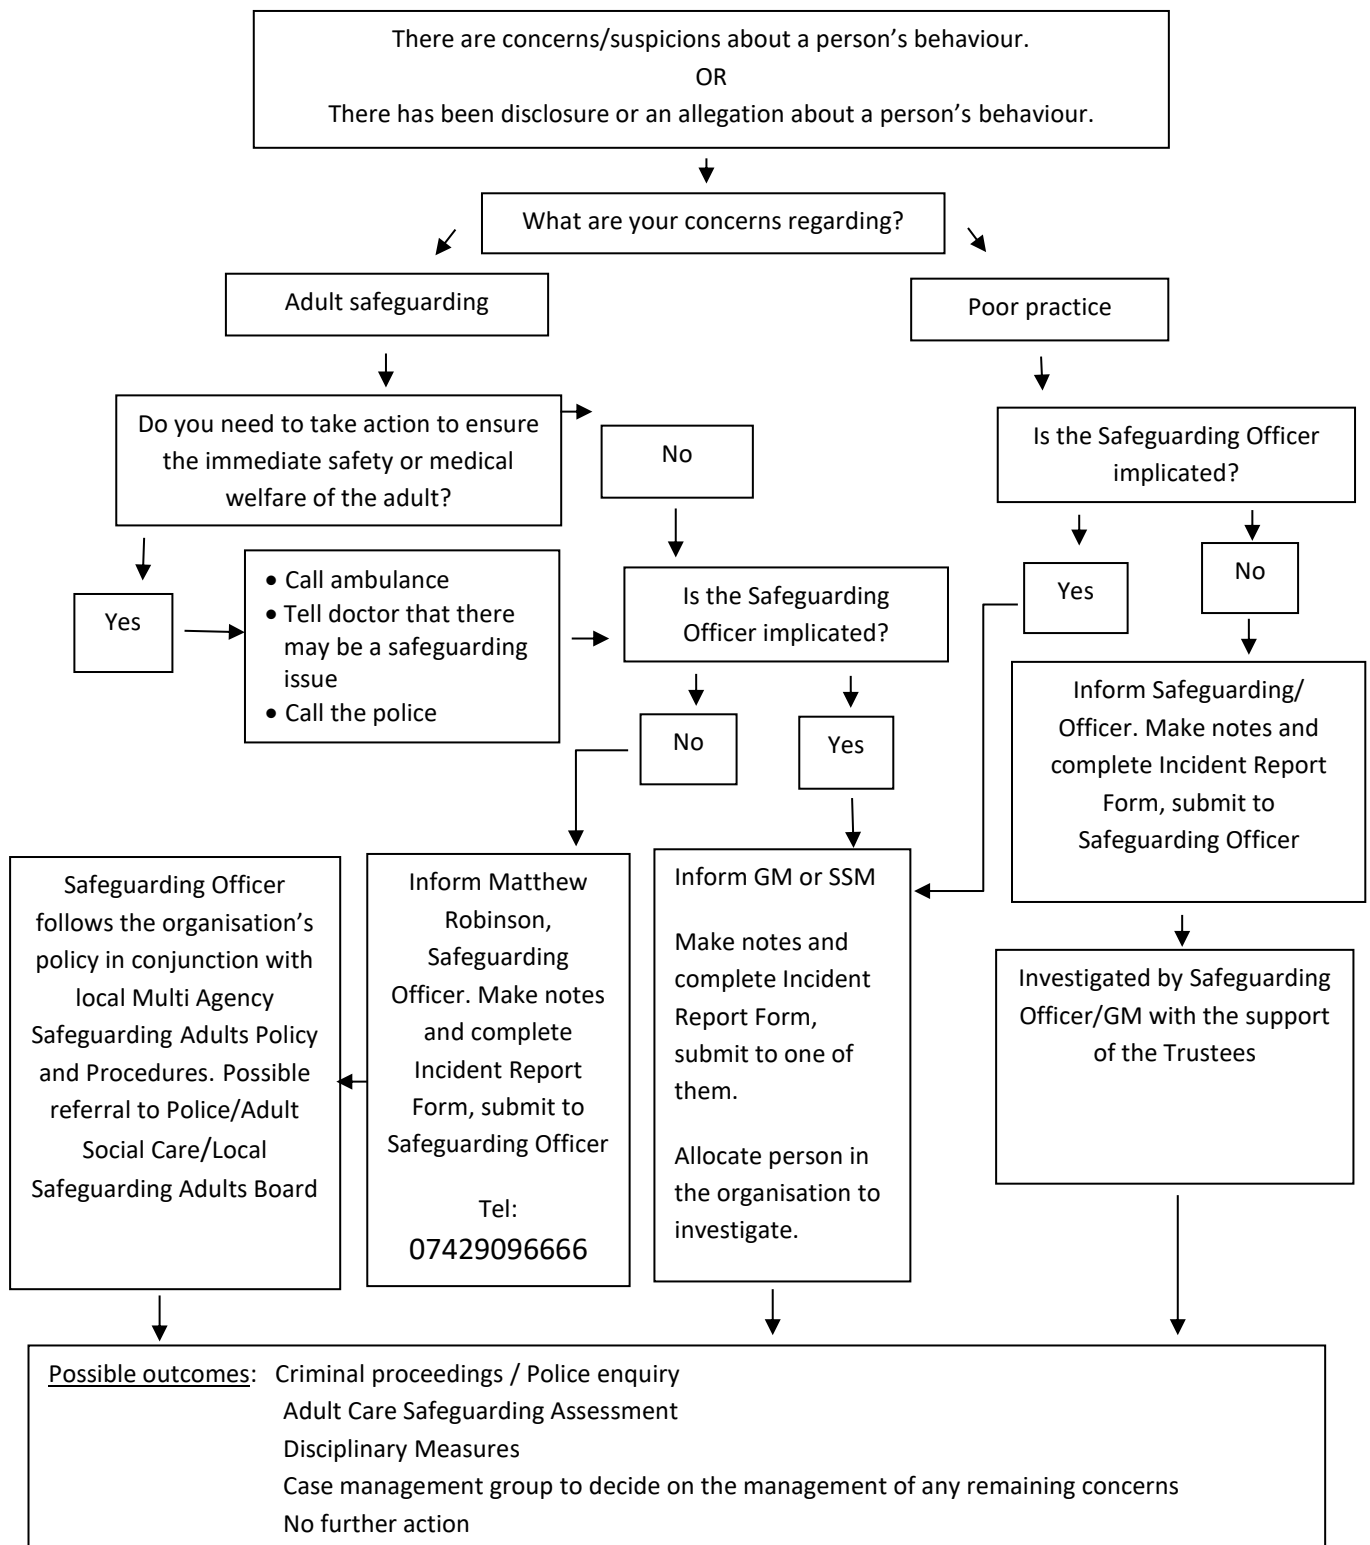 There are concerns/suspicions about a person’s behaviour.
OR
There has been disclosure or an allegation about a person’s behaviour.
What are your concerns regarding?
Adult safeguarding
Poor practice
Do you need to take action to ensure
the immediate safety or medical
welfare of the adult?
No
Is the Safeguarding Officer
implicated?
Yes
• Call ambulance
• Tell doctor that there
may be a safeguarding
issue
• Call the police
Is the Safeguarding
Officer implicated?
Yes
No
No
Yes
Inform Safeguarding/
Officer. Make notes and
complete Incident Report
Form, submit to
Safeguarding Officer
Safeguarding Officer
follows the organisation’s
policy in conjunction with
local Multi Agency
Safeguarding Adults Policy
and Procedures. Possible
referral to Police/Adult
Social Care/Local
Safeguarding Adults Board
Inform Matthew
Robinson,
Safeguarding
Officer. Make notes
and complete
Incident Report
Form, submit to
Safeguarding Officer
Tel:
07429096666
Inform GM or SSM
Make notes and
complete Incident
Report Form,
submit to one of
them.
Allocate person in
the organisation to
investigate.
Investigated by Safeguarding
Officer/GM with the support
of the Trustees
Possible outcomes: Criminal proceedings / Police enquiry
Adult Care Safeguarding Assessment
Disciplinary Measures
Case management group to decide on the management of any remaining concerns
No further action